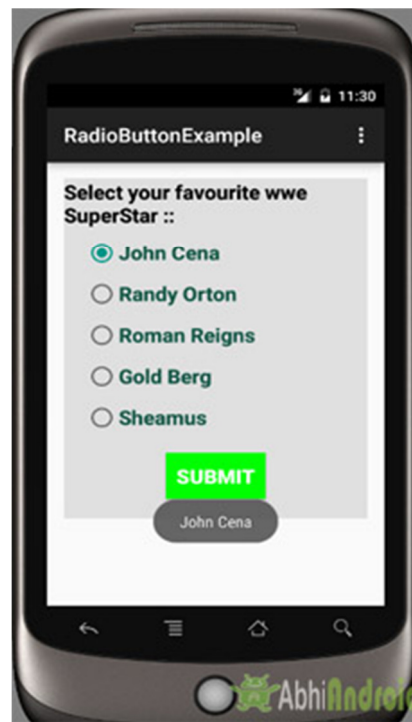 3G 11:30
RadioButtonExample
Select your favourite wwe
SuperStar ::
John Cena
Randy Orton
Roman Reigns
Gold Berg
Sheamus
SUBMIT
John Cena
AbhiAndroid